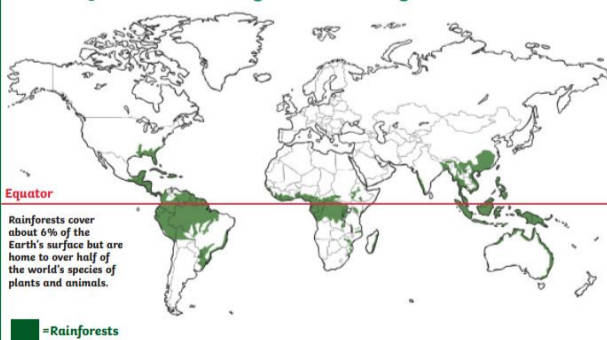 Equator
Rainforests cover
about 6% of the
Earth's surface but are
home to over half of
the world's species of
plants and animals.
=Rainforests